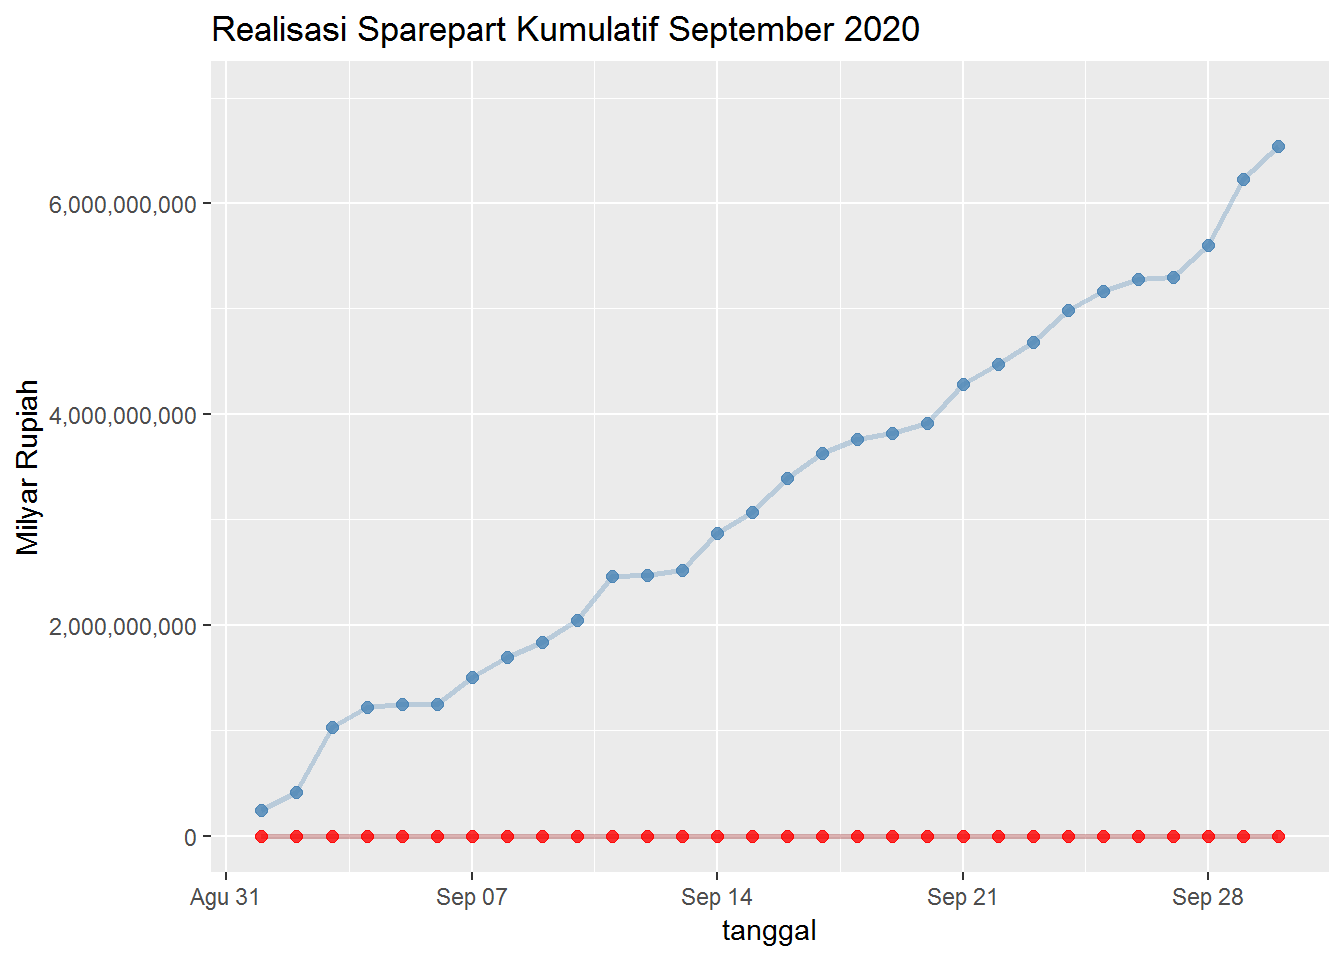 Realisasi Sparepart Kumulatif September 2020
Milyar Rupiah
6,000,000,000
4,000,000,000
2,000,000,000
0
Agu 31
Sep 07
Sep 14
Sep 21
Sep 28
tanggal